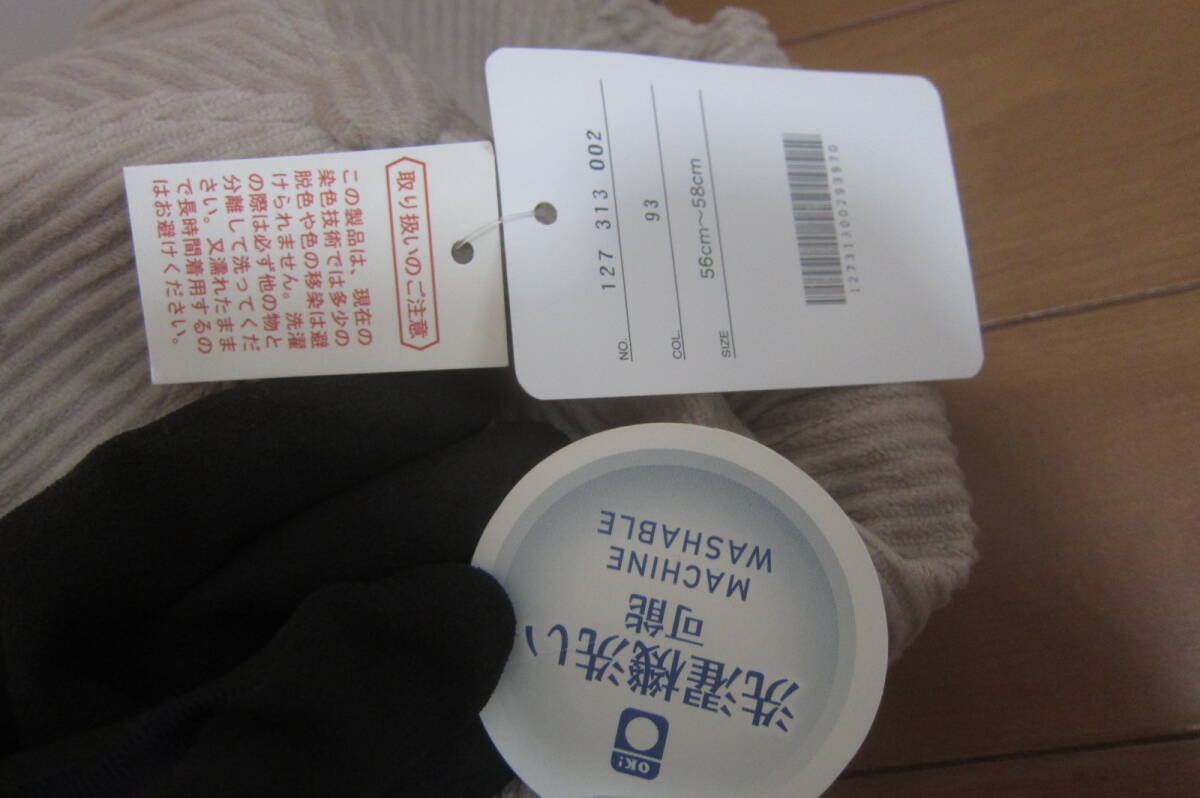 取り扱いのご注意
この製品は、現在の
染色技術では多少の
脱色や色の移染は避
けられません。洗濯
の際は必ず他の物と
分離して洗ってくだ
さい。又濡れたまま
で長時間着用するの
はお避けください。
NO. 127 313 002
COL. 93
SIZE 56cm～58cm
1273130029397​0
OK!
洗濯機洗い
可能
MACHINE
WASHABLE